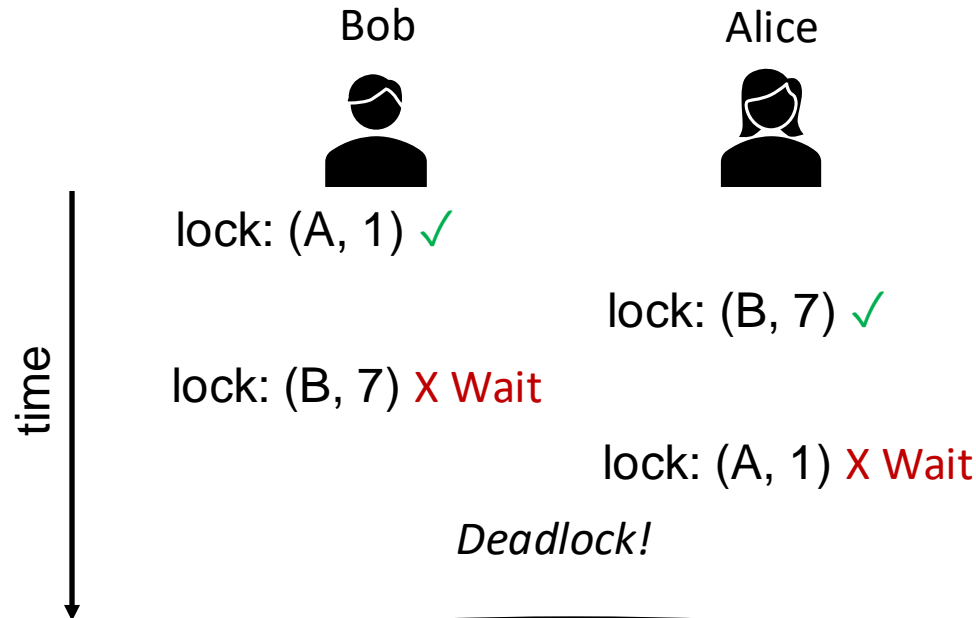 Bob
Alice
lock: (A, 1) ✓
lock: (B, 7) ✓
time
lock: (B, 7) X Wait
lock: (A, 1) X Wait
Deadlock!